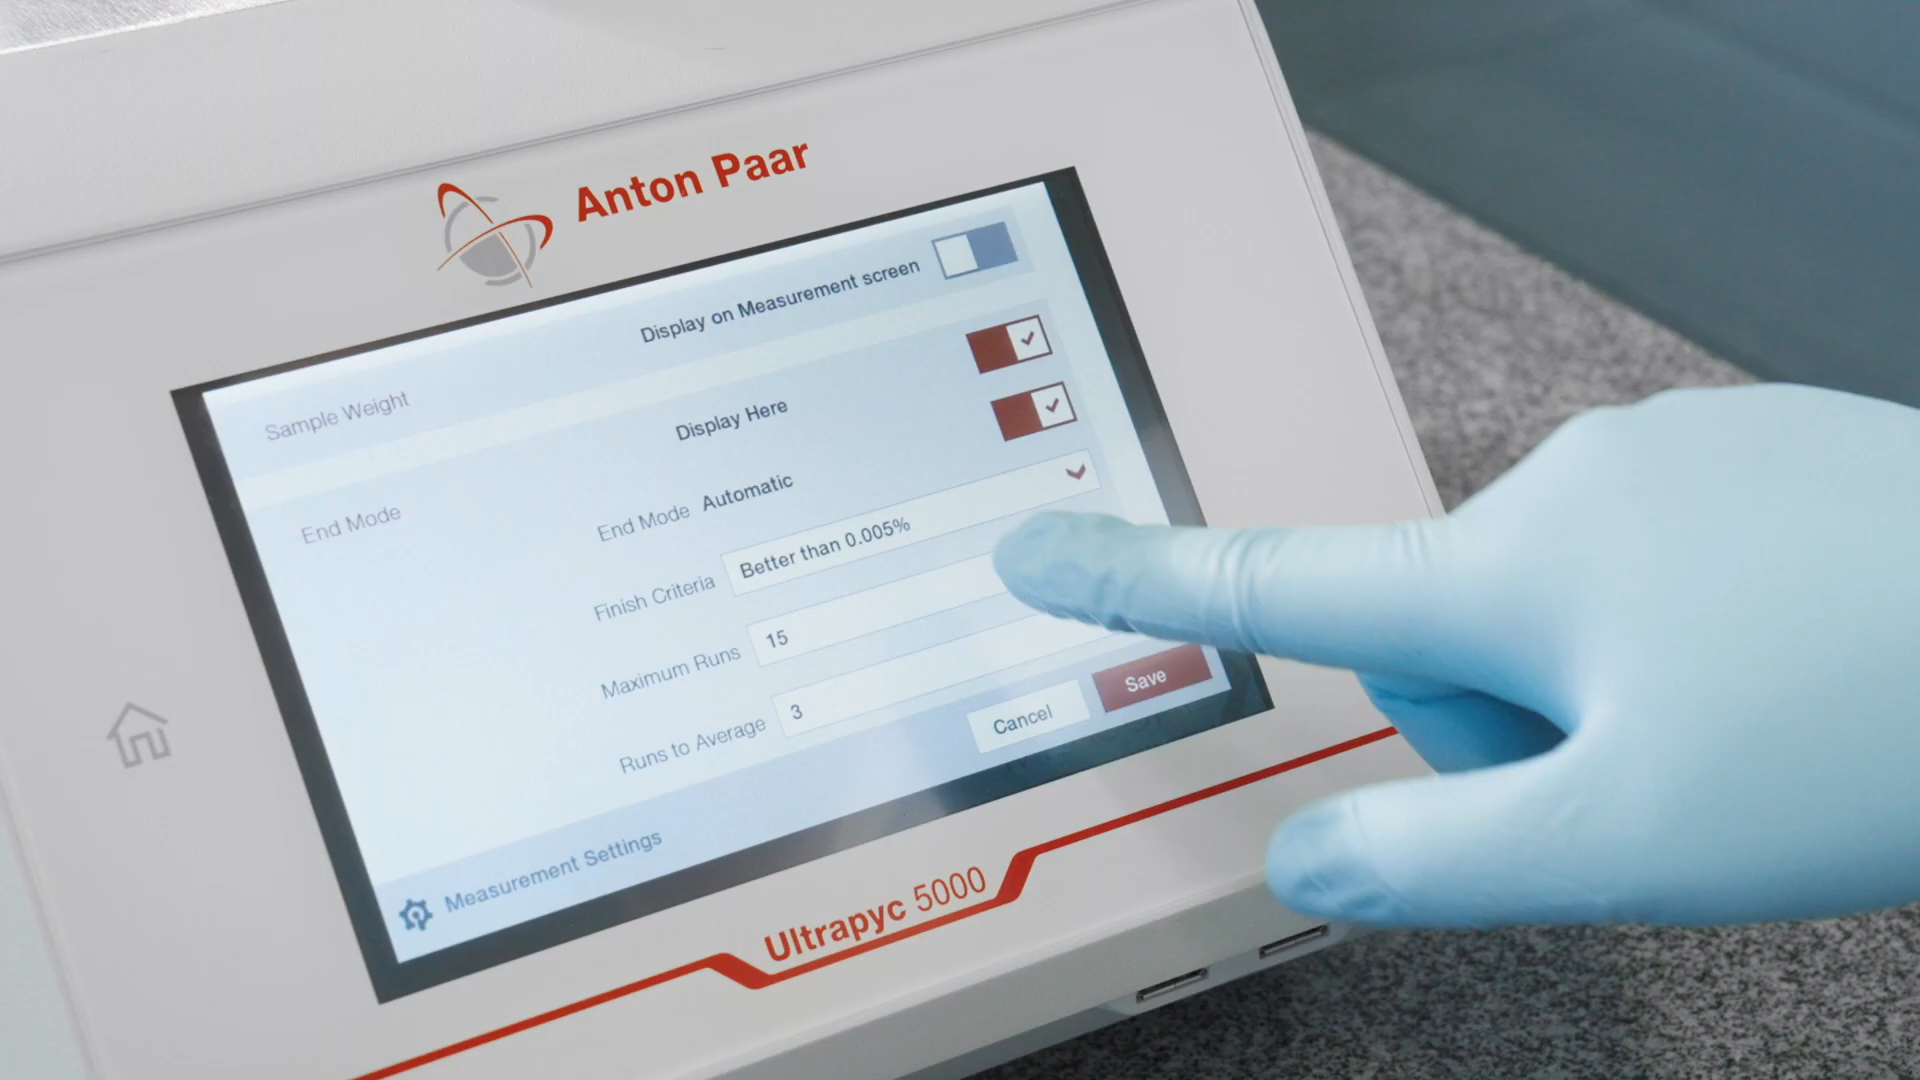 Anton Paar
Display on Measurement screen
Sample Weight
Display Here
End Mode
End Mode Automatic
Finish Criteria Better than 0.005%
Maximum Runs 15
Runs to Average 3
Cancel Save
Measurement Settings
Ultrapyc 5000